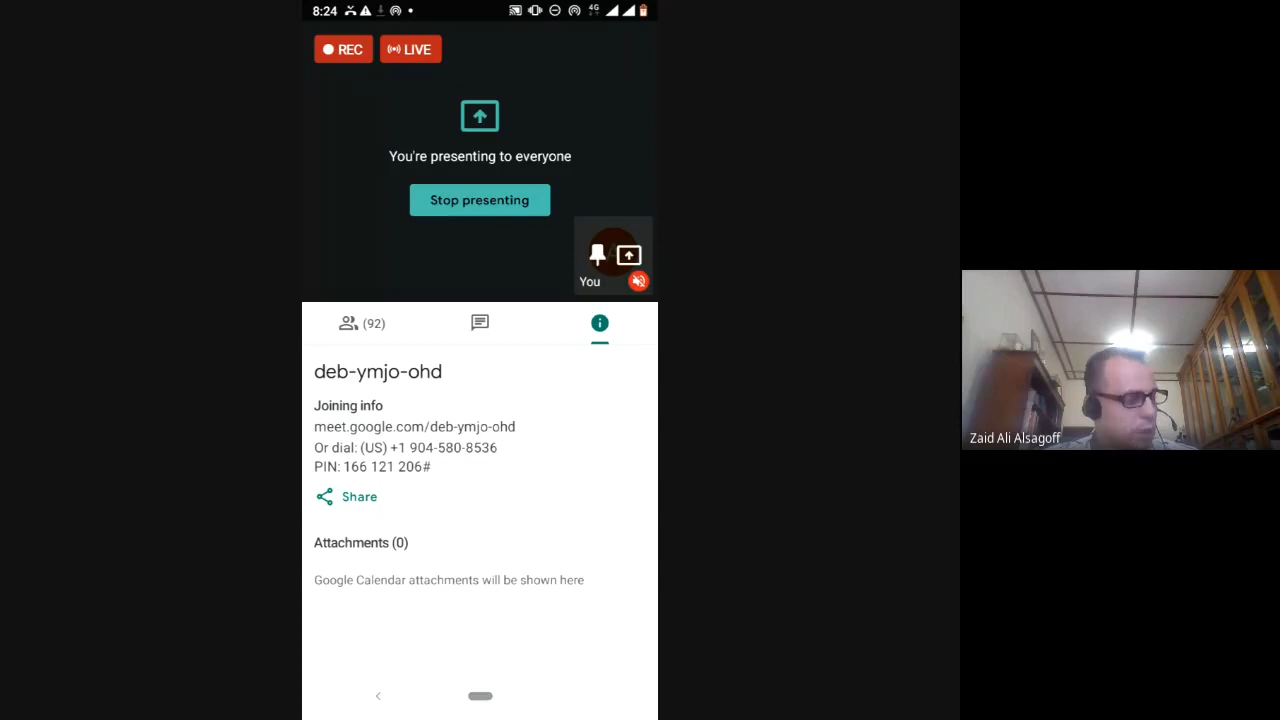 8:24
4G
REC
LIVE
You're presenting to everyone
Stop presenting
You
(92)
deb-ymjo-ohd
Joining info
meet.google.com/deb-ymjo-ohd
Or dial: (US) +1 904-580-8536
PIN: 166 121 206#
Share
Attachments (0)
Google Calendar attachments will be shown here
Zaid Ali Alsagoff